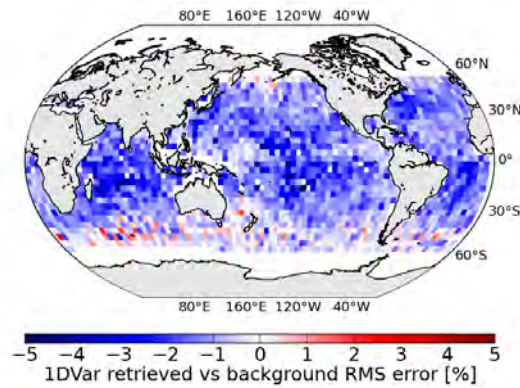 80°E 160°E 120°W 40°W
60°N
30°N
0°
30°S
60°S
80°E 160°E 120°W 40°W
−5 −4 −3 −2 −1 0 1 2 3 4 5
1DVar retrieved vs background RMS error [%]